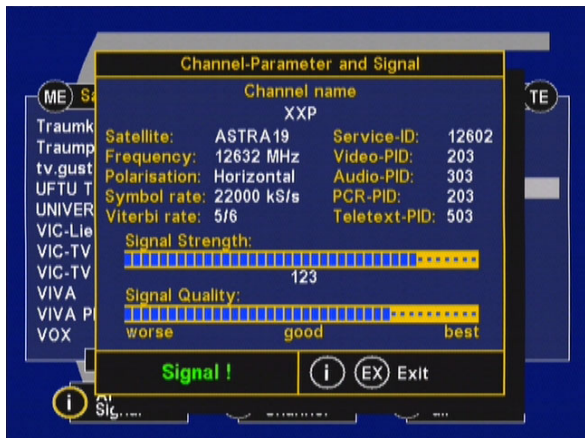 Channel-Parameter and Signal
Channel name
XXP
ME
TE
Satellite: ASTRA19 Service-ID: 12602
Frequency: 12632 MHz Video-PID: 203
Polarisation: Horizontal Audio-PID: 303
Symbol rate: 22000 kS/s PCR-PID: 203
Viterbi rate: 5/6 Teletext-PID: 503
Traumk
Traump
tv.gust
UFTU T
UNIVER
VIC-Lie
VIC-TV
VIC-TV
VIVA
VIVA P
VOX
Signal Strength:
123
Signal Quality:
worse good best
Signal ! i EX Exit
i
Signal